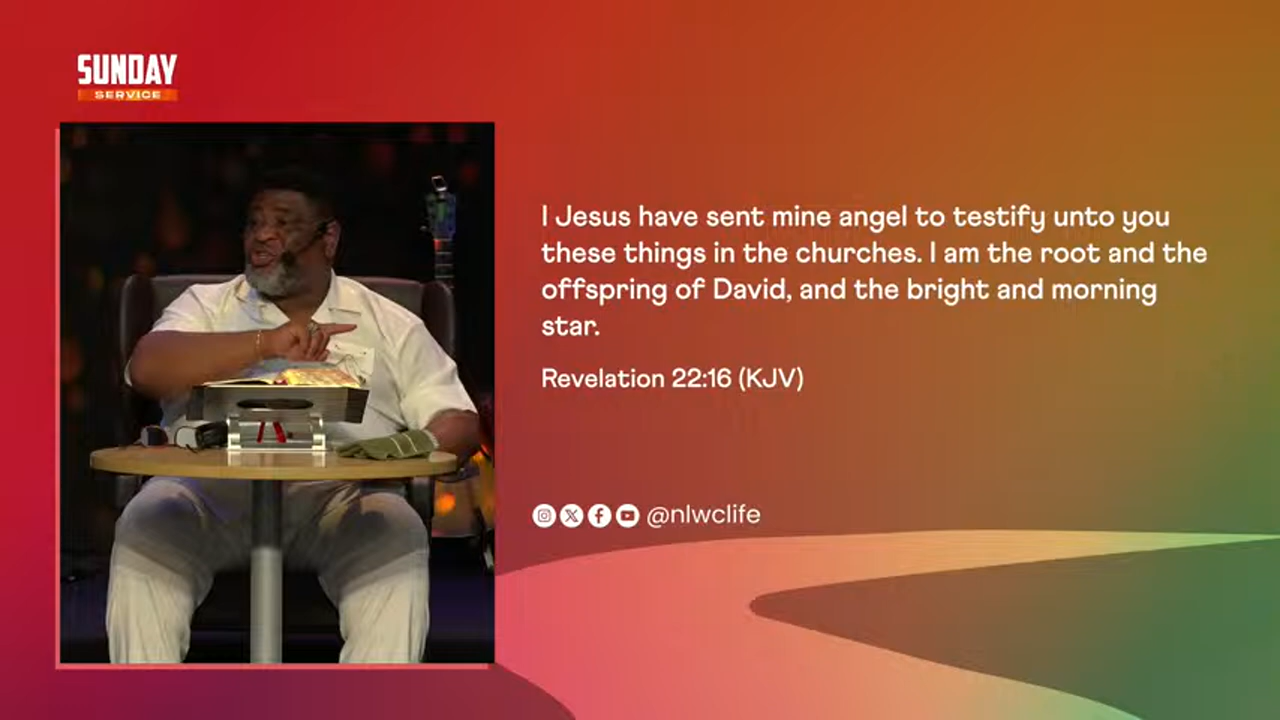 SUNDAY
SERVICE
I Jesus have sent mine angel to testify unto you
these things in the churches. I am the root and the
offspring of David, and the bright and morning
star.
Revelation 22:16 (KJV)
@nlwclife